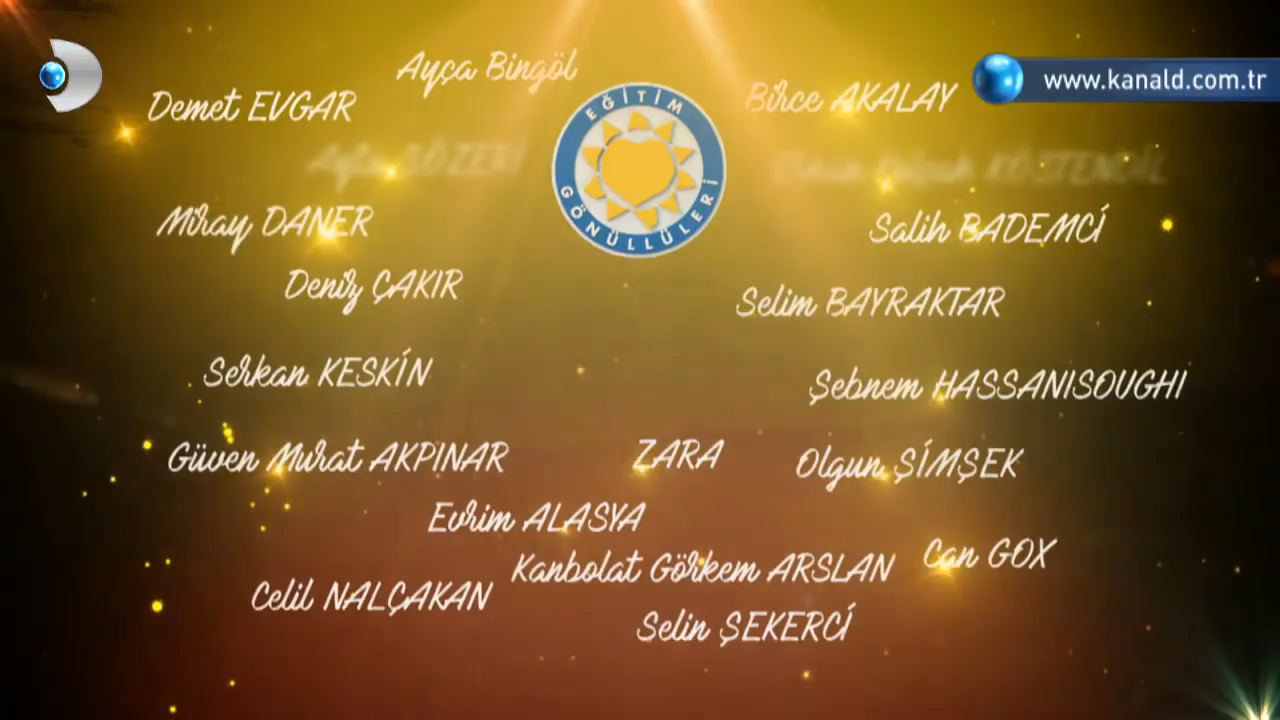 www.kanald.com.tr
Ayça Bingöl
Demet EVGAR
Birce AKALAY
EĞİTİM
GÖNÜLLÜLERİ
SÖZERİ
KÖSTENDİL
Miray DANER
Salih BADEMCİ
Deniz ÇAKIR
Selim BAYRAKTAR
Serkan KESKİN
Şebnem HASSANISOUGHI
Güven Murat AKPINAR
ZARA
Olgun ŞİMŞEK
Evrim ALASYA
Can GOX
Kanbolat Görkem ARSLAN
Celil NALÇAKAN
Selin ŞEKERCİ